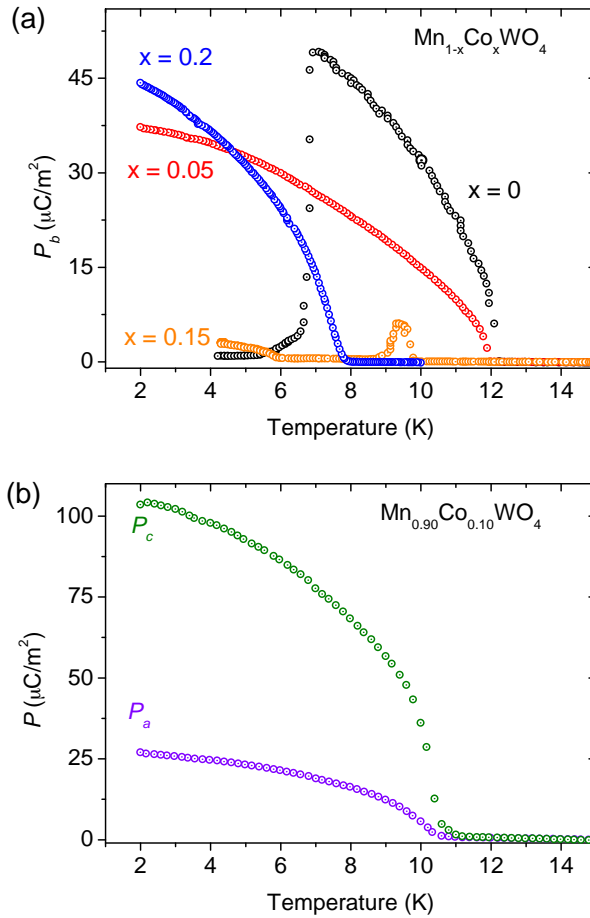 (a)
Mn1-xCoxWO4
x = 0.2
x = 0.05
x = 0
x = 0.15
Pb (μC/m²)
45
30
15
0
2 4 6 8 10 12 14
Temperature (K)
(b)
Mn0.90Co0.10WO4
Pc
Pa
P (μC/m²)
100
75
50
25
0
2 4 6 8 10 12 14
Temperature (K)